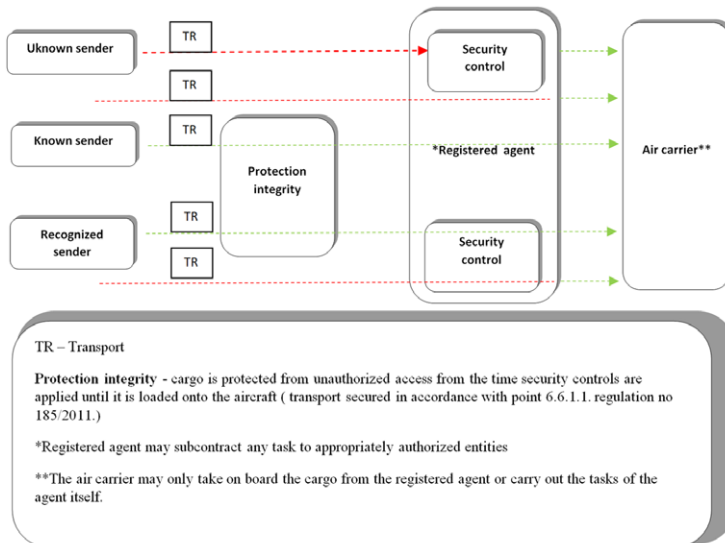 Uknown sender
TR
Security
control
TR
Known sender
TR
Protection
integrity
*Registered agent
Air carrier**
Recognized
sender
TR
TR
Security
control
TR – Transport
Protection integrity - cargo is protected from unauthorized access from the time security controls are
applied until it is loaded onto the aircraft ( transport secured in accordance with point 6.6.1.1. regulation no
185/2011.)
*Registered agent may subcontract any task to appropriately authorized entities
**The air carrier may only take on board the cargo from the registered agent or carry out the tasks of the
agent itself.